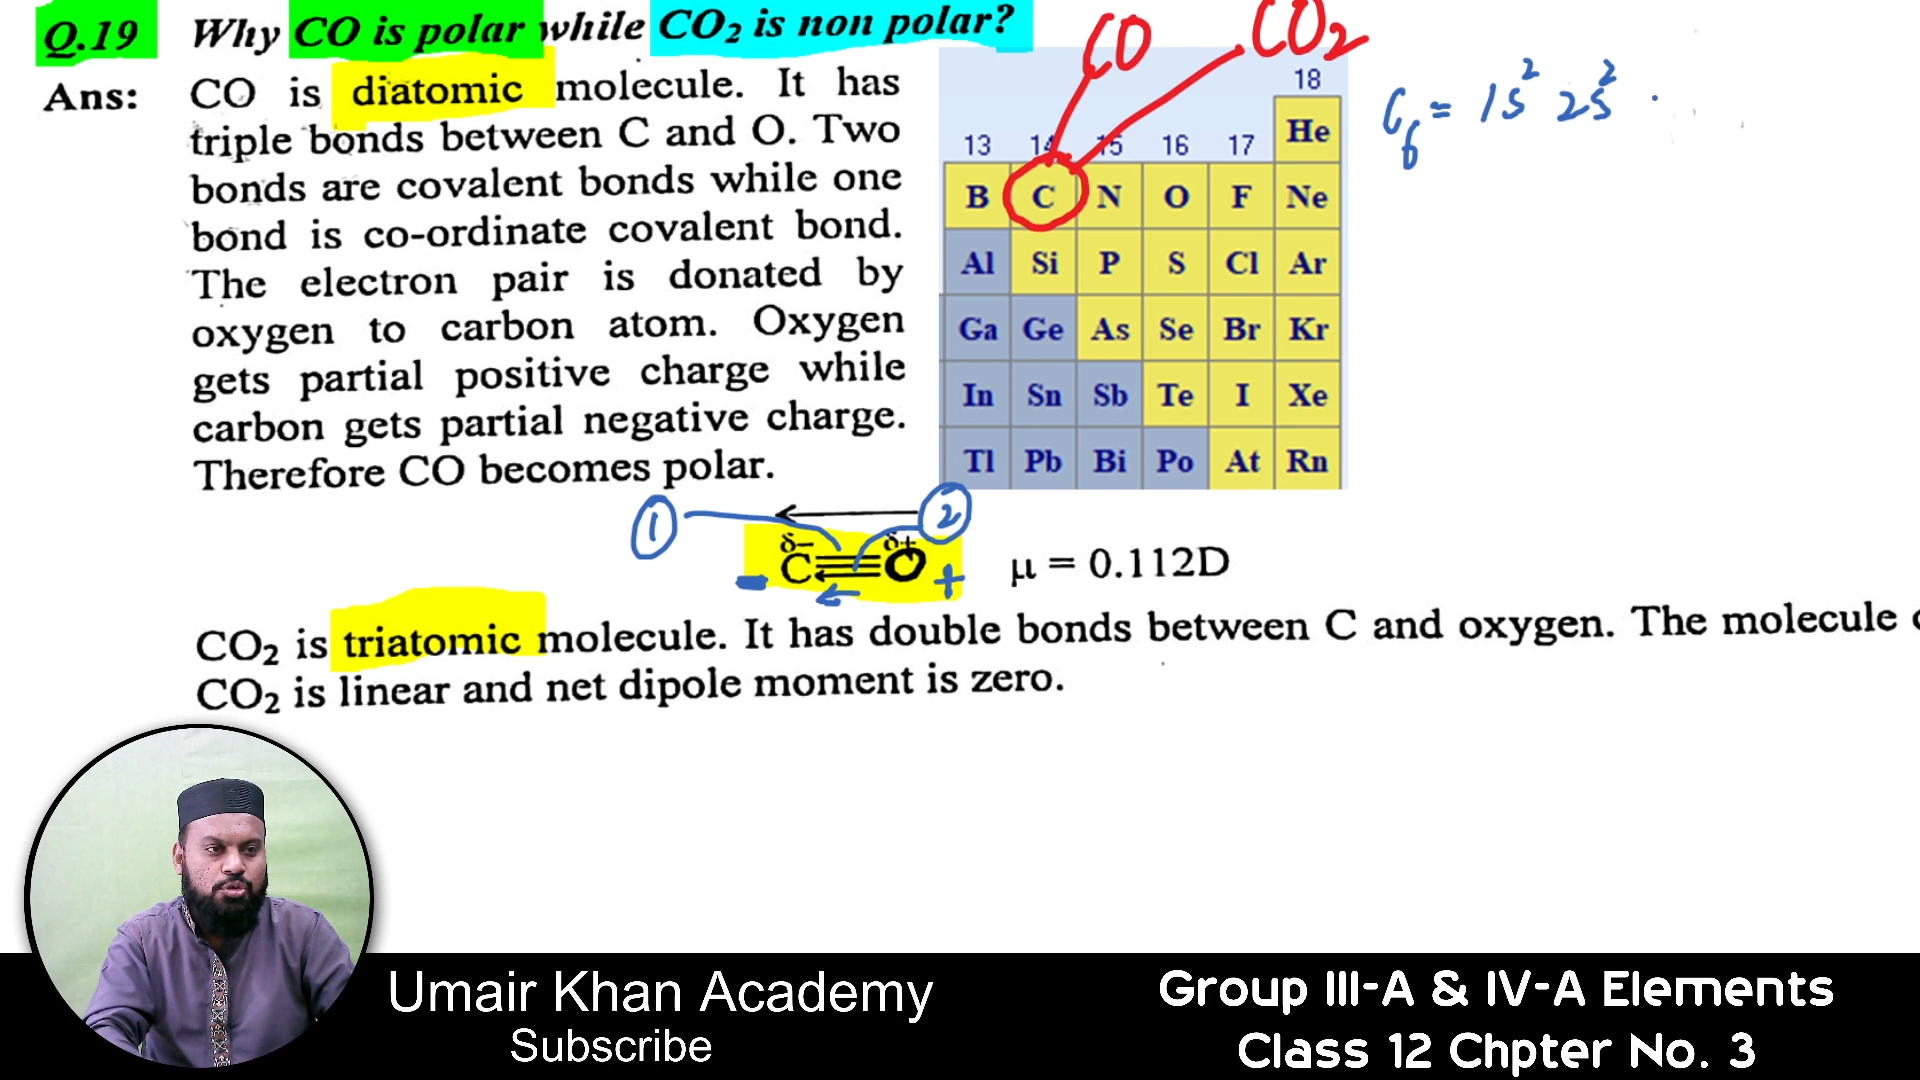 Q.19 Why CO is polar while CO₂ is non polar?
Ans: CO is diatomic molecule. It has
triple bonds between C and O. Two
bonds are covalent bonds while one
bond is co-ordinate covalent bond.
The electron pair is donated by
oxygen to carbon atom. Oxygen
gets partial positive charge while
carbon gets partial negative charge.
Therefore CO becomes polar.
CO CO₂
18
13 14 15 16 17 He
B C N O F Ne
Al Si P S Cl Ar
Ga Ge As Se Br Kr
In Sn Sb Te I Xe
Tl Pb Bi Po At Rn
C₆ = 1s² 2s²
1 2
δ– δ+
C O
- +
μ = 0.112D
CO₂ is triatomic molecule. It has double bonds between C and oxygen. The molecule
CO₂ is linear and net dipole moment is zero.
Umair Khan Academy
Subscribe
Group III-A & IV-A Elements
Class 12 Chpter No. 3